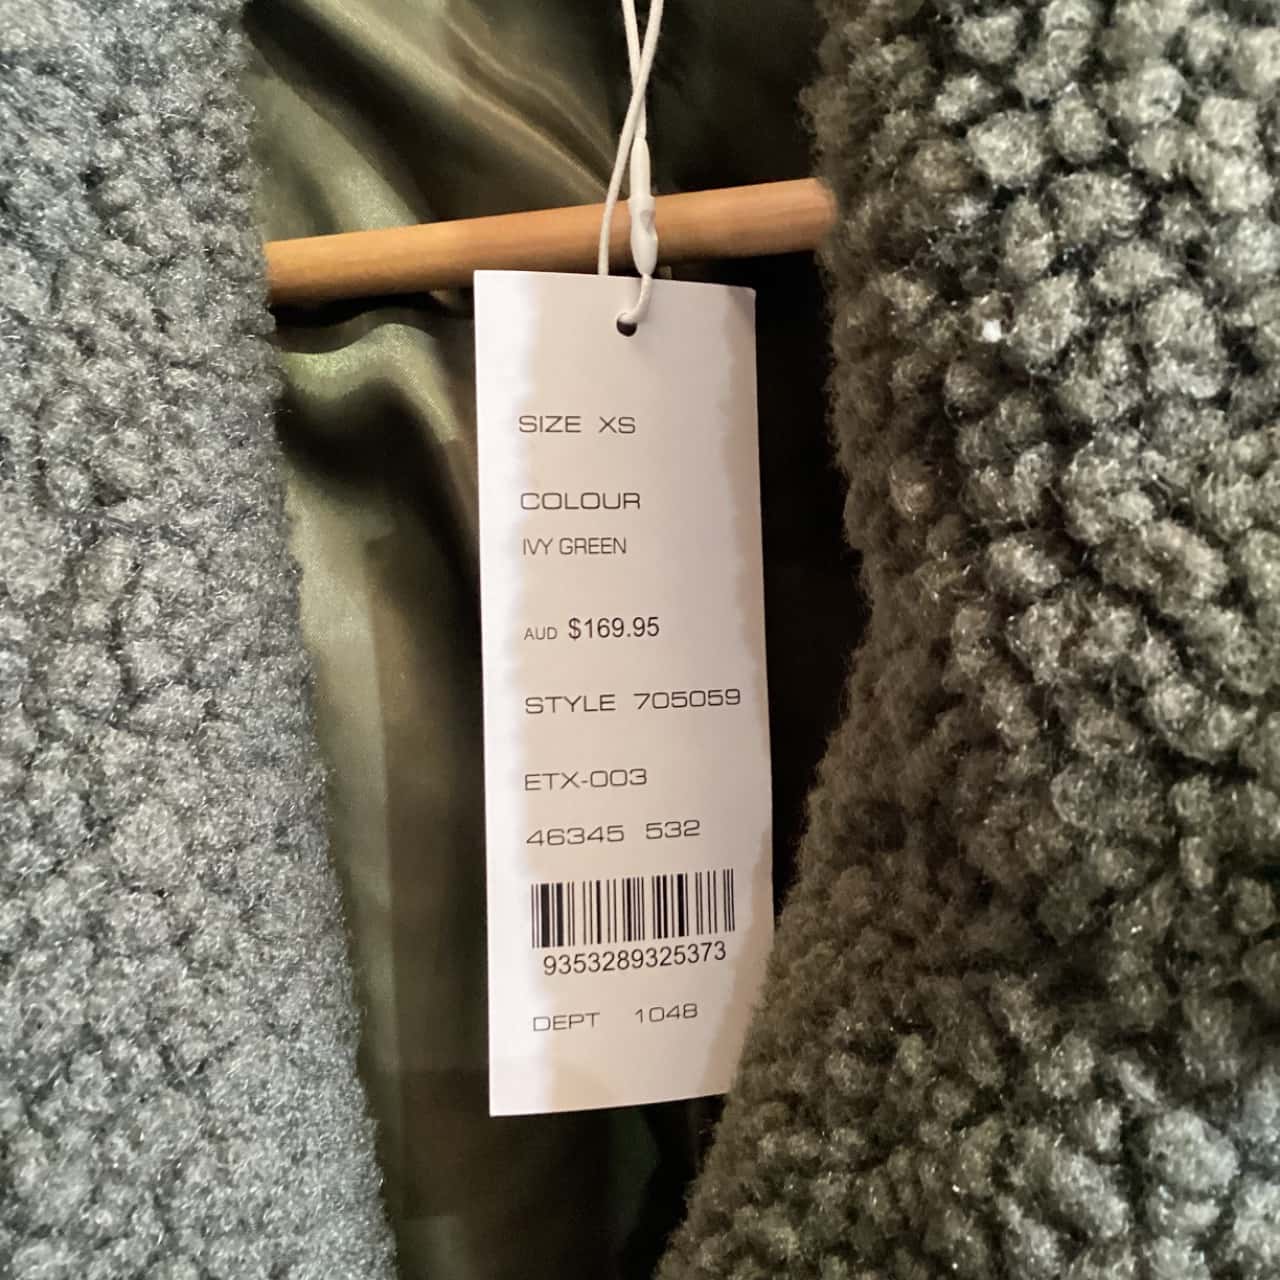 SIZE XS
COLOUR
IVY GREEN
AUD $169.95
STYLE 705059
ETX-003
46345 532
9353289325373
DEPT 1048